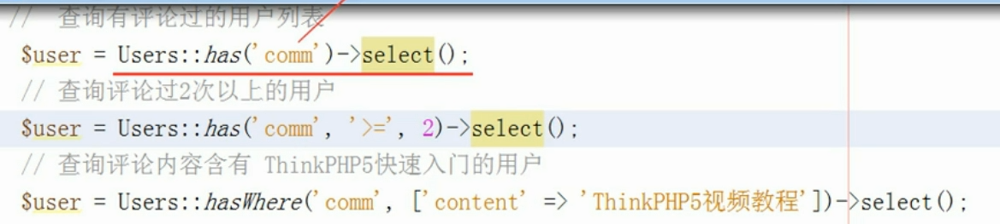 // 查询有评论过的用户列表
$user = Users::has('comm')->select();
// 查询评论过2次以上的用户
$user = Users::has('comm', '>=', 2)->select();
// 查询评论内容含有 ThinkPHP5快速入门的用户
$user = Users::hasWhere('comm', ['content' => 'ThinkPHP5视频教程'])->select();